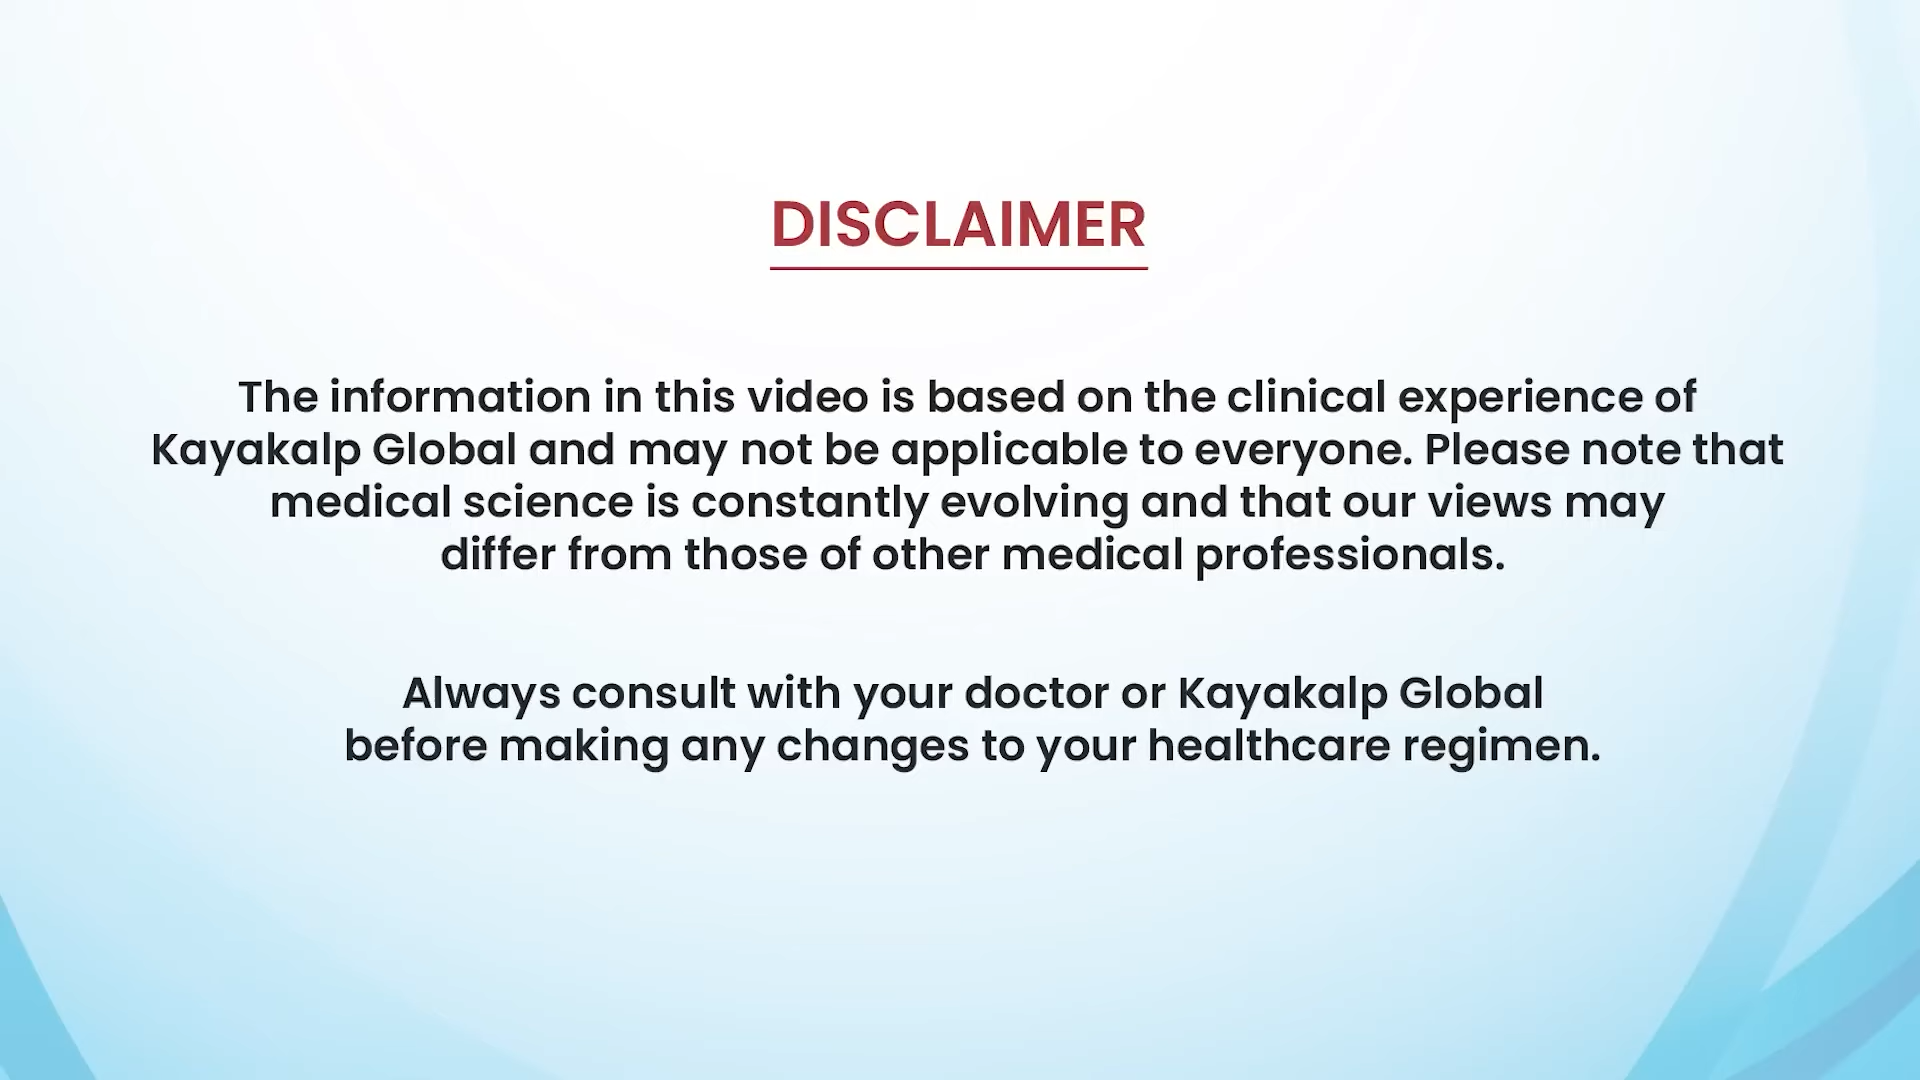 DISCLAIMER
The information in this video is based on the clinical experience of
Kayakalp Global and may not be applicable to everyone. Please note that
medical science is constantly evolving and that our views may
differ from those of other medical professionals.
Always consult with your doctor or Kayakalp Global
before making any changes to your healthcare regimen.